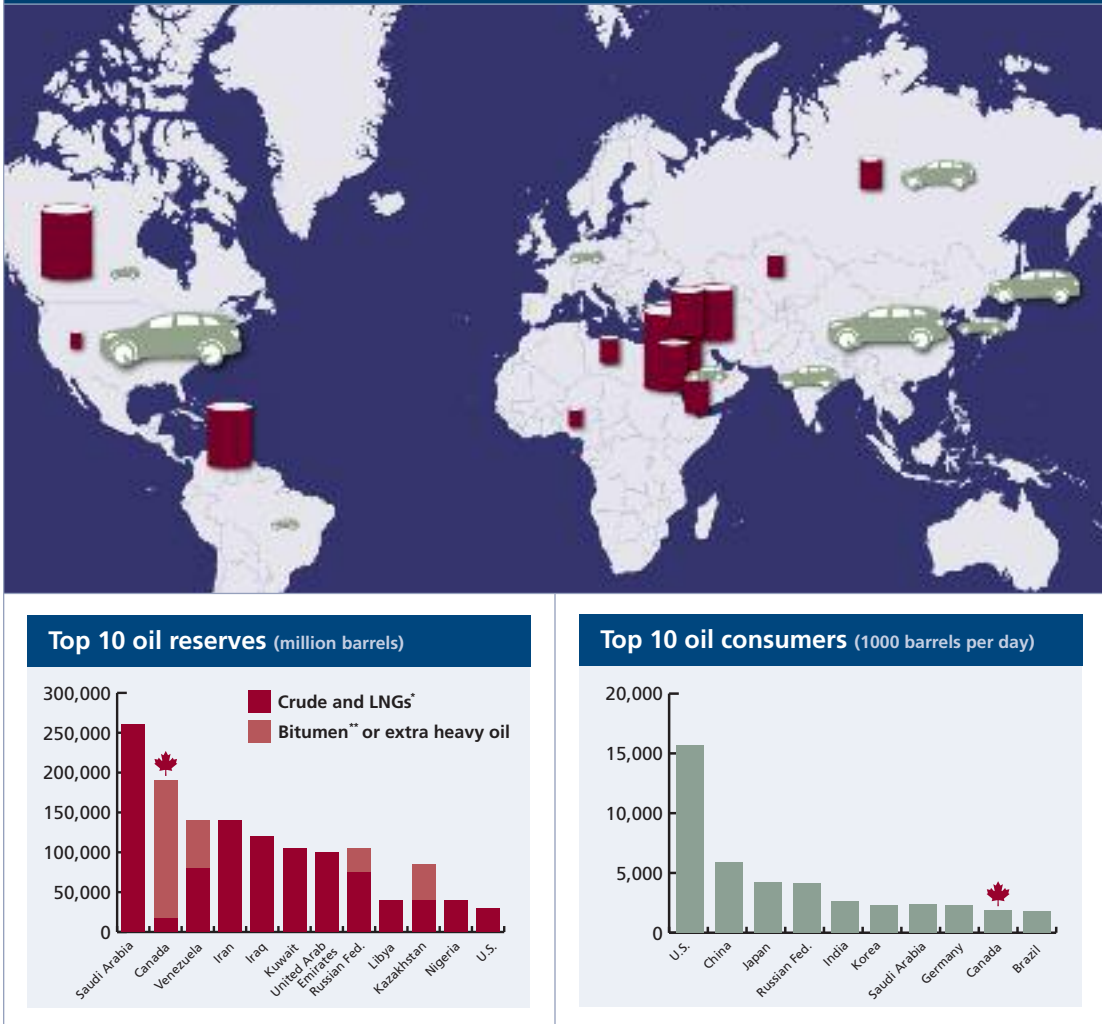 Top 10 oil reserves (million barrels)
300,000
250,000
200,000
150,000
100,000
50,000
0
Crude and LNGs*
Bitumen** or extra heavy oil
Saudi Arabia
Canada
Venezuela
Iran
Iraq
Kuwait
United Arab
Emirates
Russian Fed.
Libya
Kazakhstan
Nigeria
U.S.
Top 10 oil consumers (1000 barrels per day)
20,000
15,000
10,000
5,000
0
U.S.
China
Japan
Russian Fed.
India
Korea
Saudi Arabia
Germany
Canada
Brazil